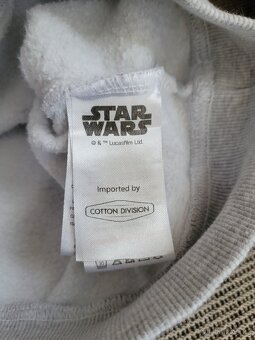 STAR
WARS
© & ™ Lucasfilm Ltd.
Imported by
COTTON DIVISION